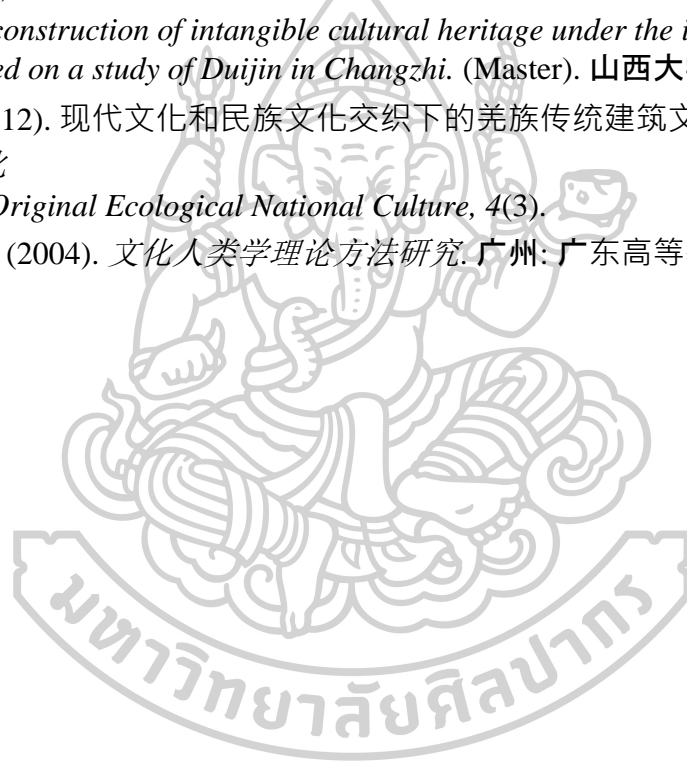 construction of intangible cultural heritage under the i
ed on a study of Duijin in Changzhi. (Master). 山西大
12). 现代文化和民族文化交织下的羌族传统建筑文
化
Original Ecological National Culture, 4(3).
(2004). 文化人类学理论方法研究. 广州: 广东高等
มหาวิทยาลัยศิลปากร